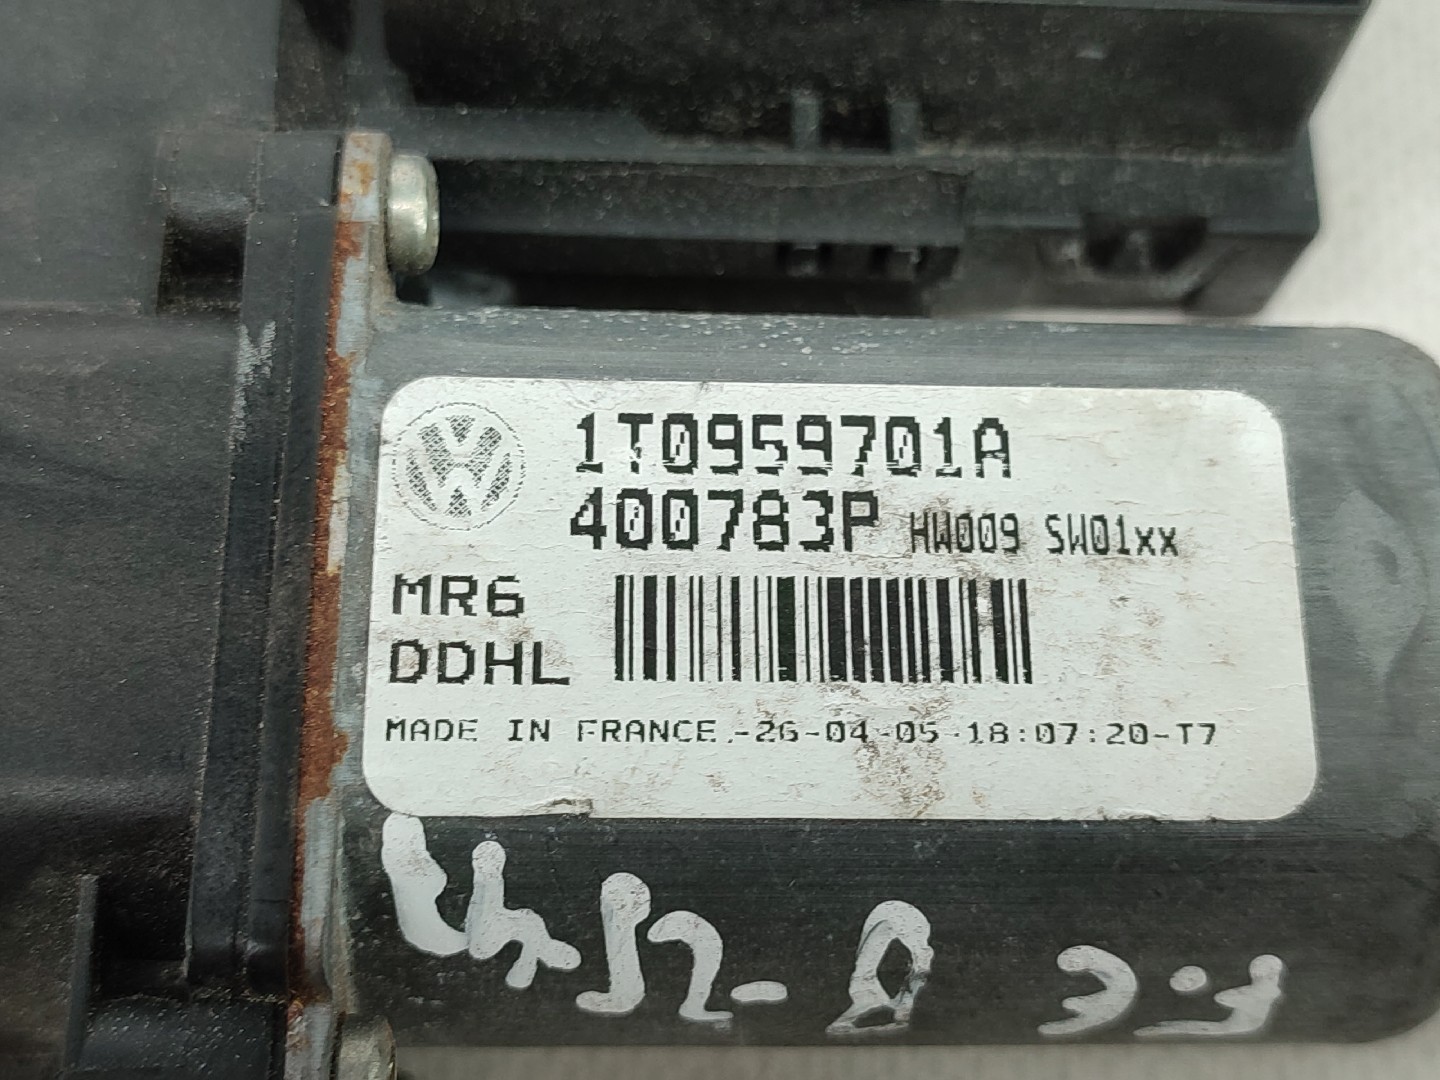 1T0959701A
400783P HW009 SW01xx
MR6
DDHL
MADE IN FRANCE.-26-04-05-18:07:20-T7